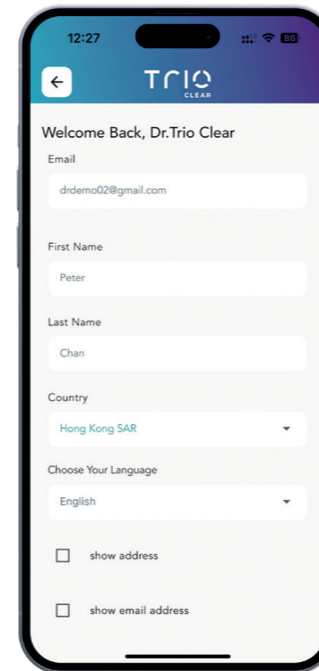 12:27
86
TRIO
CLEAR
Welcome Back, Dr.Trio Clear
Email
drdemo02@gmail.com
First Name
Peter
Last Name
Chan
Country
Hong Kong SAR
Choose Your Language
English
show address
show email address